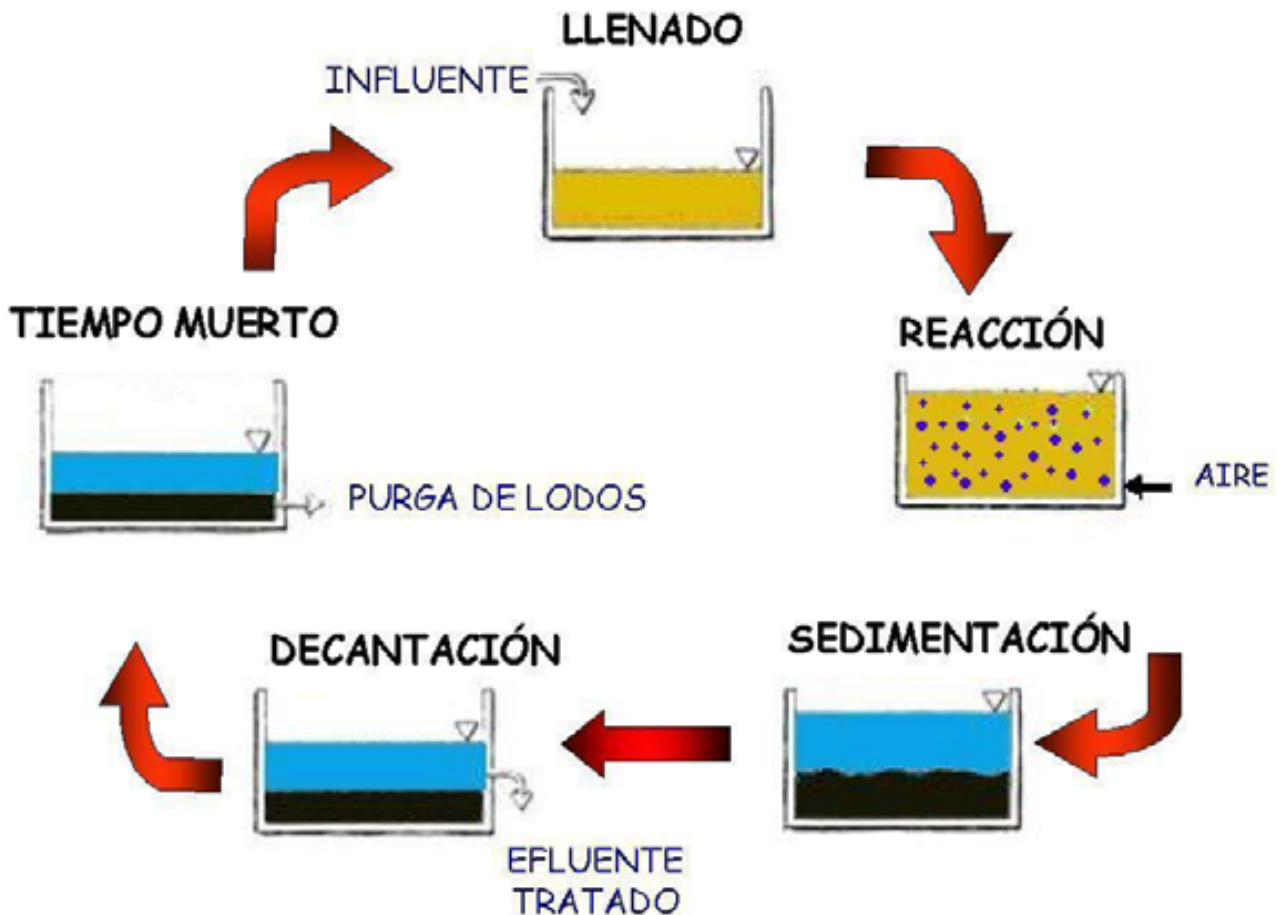 LLENADO
INFLUENTE
REACCIÓN
AIRE
SEDIMENTACIÓN
DECANTACIÓN
EFLUENTE
TRATADO
TIEMPO MUERTO
PURGA DE LODOS